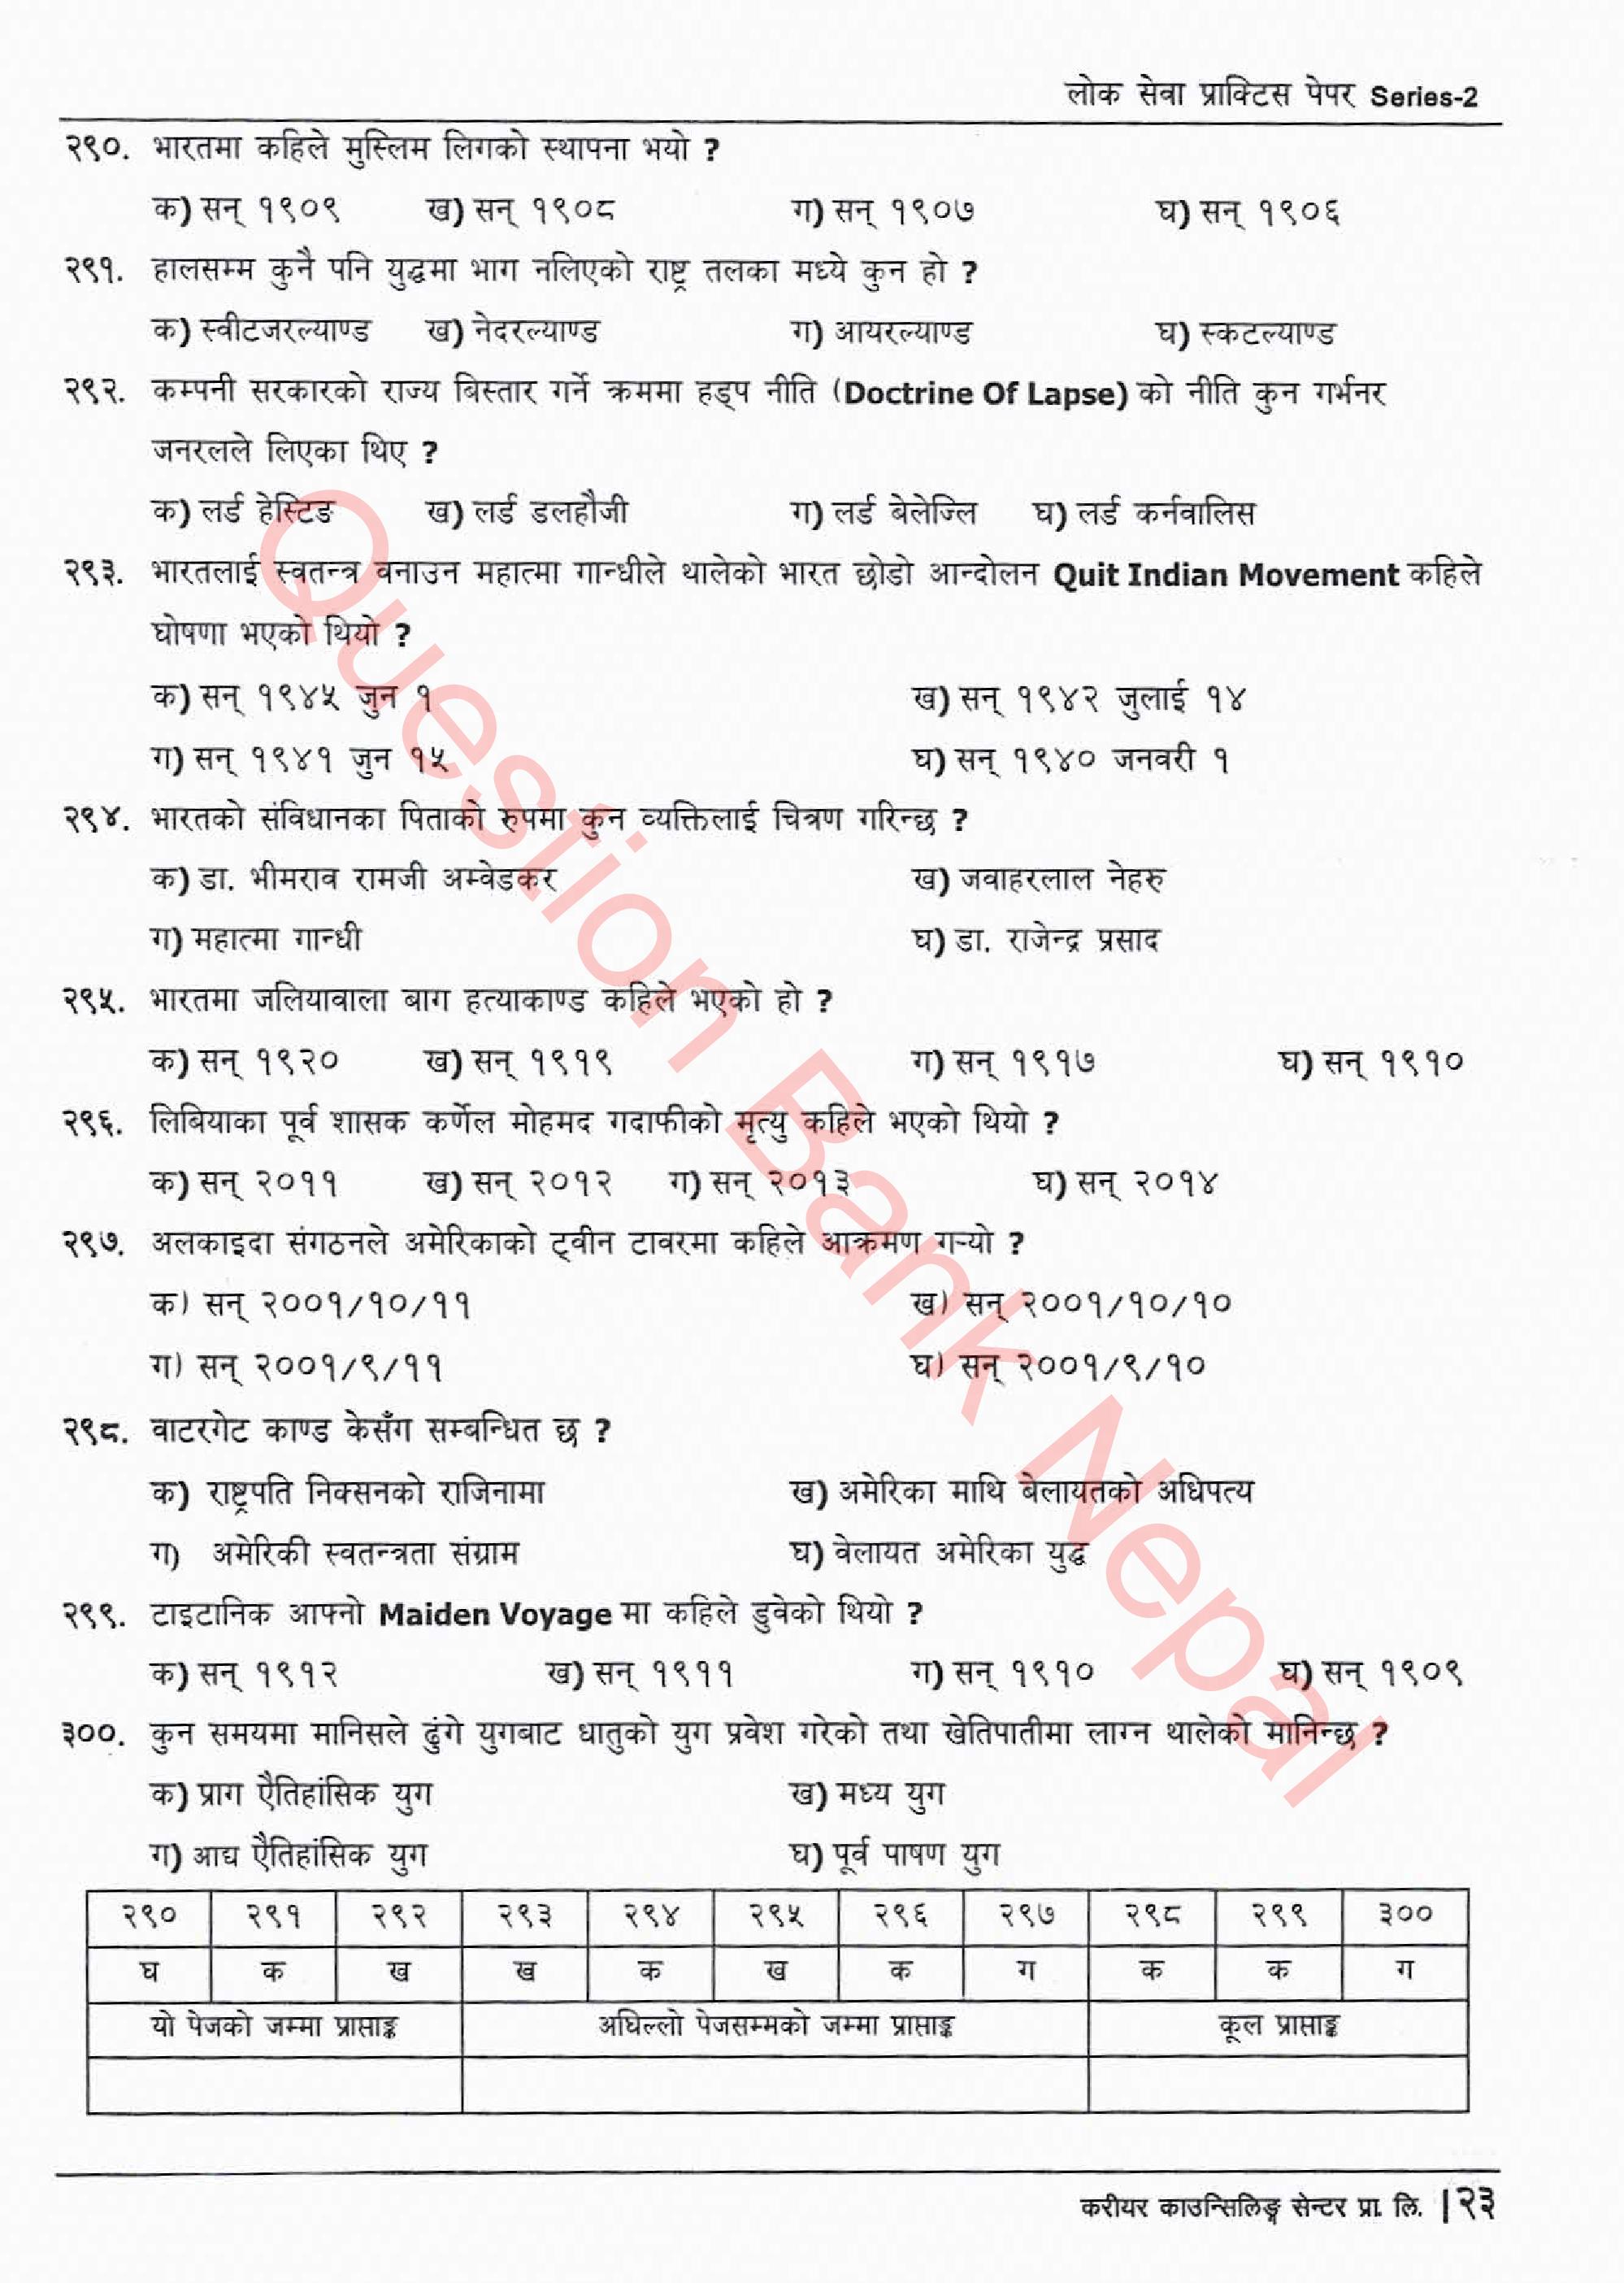 लोक सेवा प्राक्टिस पेपर Series-2
२९०. भारतमा कहिले मुस्लिम लिगको स्थापना भयो ?
क) सन् १९०९ ख) सन् १९०८ ग) सन् १९०७ घ) सन् १९०६
२९१. हालसम्म कुनै पनि युद्धमा भाग नलिएको राष्ट्र तलका मध्ये कुन हो ?
क) स्वीटजरल्याण्ड ख) नेदरल्याण्ड ग) आयरल्याण्ड घ) स्कटल्याण्ड
२९२. कम्पनी सरकारको राज्य बिस्तार गर्ने क्रममा हड्प नीति (Doctrine Of Lapse) को नीति कुन गर्भनर
जनरलले लिएका थिए ?
क) लर्ड हेस्टिङ ख) लर्ड डलहौजी ग) लर्ड बेलेज्लि घ) लर्ड कर्नवालिस
२९३. भारतलाई स्वतन्त्र वनाउन महात्मा गान्धीले थालेको भारत छोडो आन्दोलन Quit Indian Movement कहिले
घोषणा भएको थियो ?
क) सन् १९४५ जुन १ ख) सन् १९४२ जुलाई १४
ग) सन् १९४१ जुन १५ घ) सन् १९४० जनवरी १
२९४. भारतको संविधानका पिताको रुपमा कुन व्यक्तिलाई चित्रण गरिन्छ ?
क) डा. भीमराव रामजी अम्वेडकर ख) जवाहरलाल नेहरु
ग) महात्मा गान्धी घ) डा. राजेन्द्र प्रसाद
२९५. भारतमा जलियावाला बाग हत्याकाण्ड कहिले भएको हो ?
क) सन् १९२० ख) सन् १९१९ ग) सन् १९१७ घ) सन् १९१०
२९६. लिबियाका पूर्व शासक कर्णेल मोहमद गदाफीको मृत्यु कहिले भएको थियो ?
क) सन् २०११ ख) सन् २०१२ ग) सन् २०१३ घ) सन् २०१४
२९७. अलकाइदा संगठनले अमेरिकाको ट्वीन टावरमा कहिले आक्रमण गऱ्यो ?
क) सन् २००१/१०/११ ख) सन् २००१/१०/१०
ग) सन् २००१/९/११ घ) सन् २००१/९/१०
२९८. वाटरगेट काण्ड केसँग सम्बन्धित छ ?
क) राष्ट्रपति निक्सनको राजिनामा ख) अमेरिका माथि बेलायतको अधिपत्य
ग) अमेरिकी स्वतन्त्रता संग्राम घ) वेलायत अमेरिका युद्ध
२९९. टाइटानिक आफ्नो Maiden Voyage मा कहिले डुवेको थियो ?
क) सन् १९१२ ख) सन् १९११ ग) सन् १९१० घ) सन् १९०९
३००. कुन समयमा मानिसले ढुंगे युगबाट धातुको युग प्रवेश गरेको तथा खेतिपातीमा लाग्न थालेको मानिन्छ ?
क) प्राग ऐतिहांसिक युग ख) मध्य युग
ग) आद्य ऐतिहांसिक युग घ) पूर्व पाषण युग
२९० २९१ २९२ २९३ २९४ २९५ २९६ २९७ २९८ २९९ ३००
घ क ख ख क ख क ग क क ग
यो पेजको जम्मा प्राप्ताङ्क अघिल्लो पेजसम्मको जम्मा प्राप्ताङ्क कूल प्राप्ताङ्क
करीयर काउन्सिलिङ्ग सेन्टर प्रा. लि. |२३
Question Bank Nepal